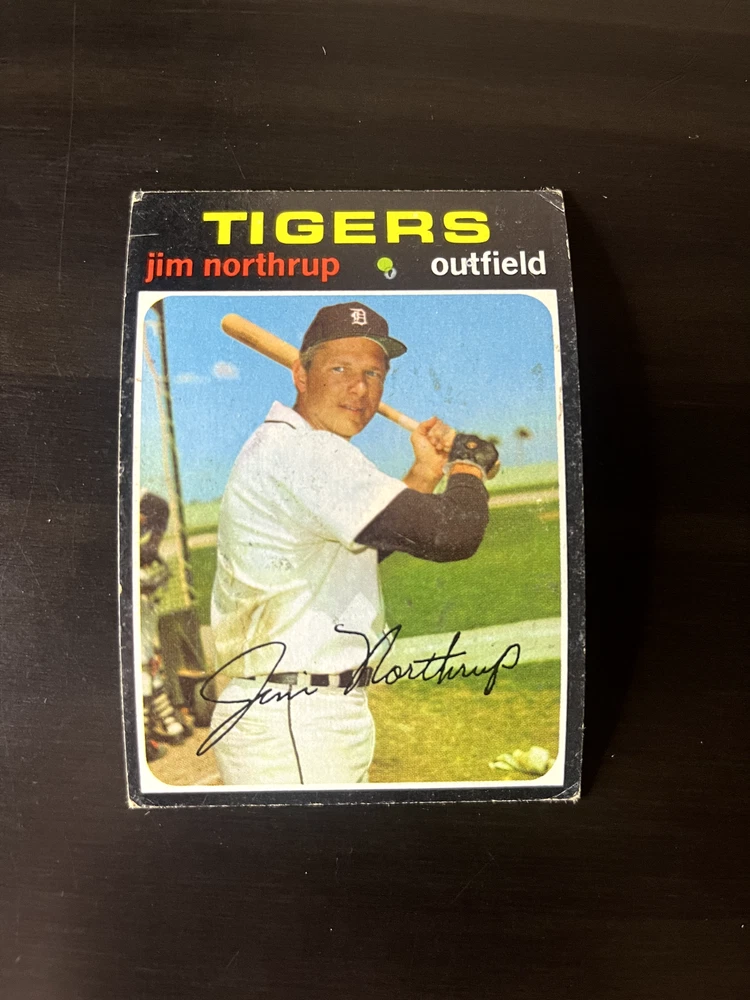 TIGERS
jim northrup outfield
D
Jim Northrup